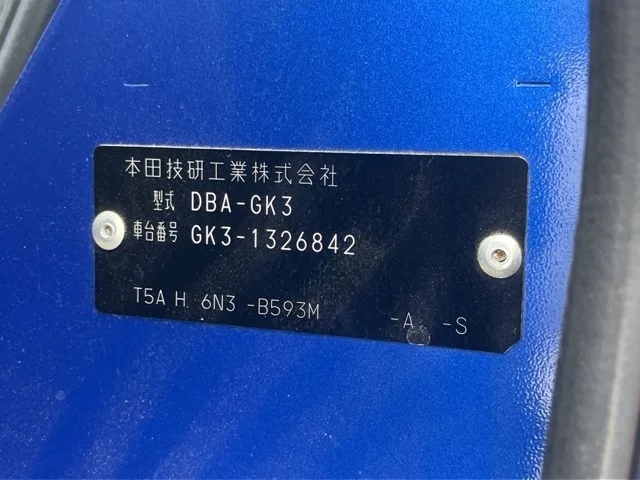 本田技研工業株式会社
型式 DBA-GK3
車台番号 GK3-1326842
T5A H 6N3 -B593M -A -S